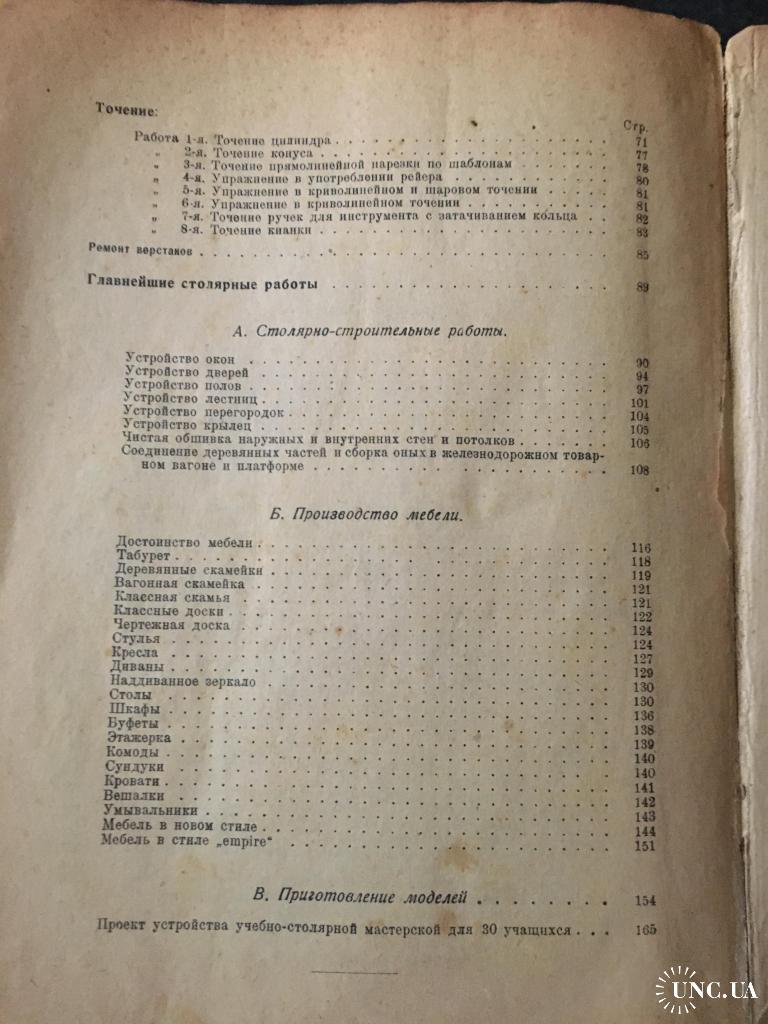 Точение:
Стр.
Работа 1-я. Точение цилиндра . . . . . . . . . . . . . . . . . 71
„ 2-я. Точение конуса . . . . . . . . . . . . . . . . . 77
„ 3-я. Точение прямолинейной нарезки по шаблонам . . . . . . 78
„ 4-я. Упражнение в употреблении рейера . . . . . . . . . . 80
„ 5-я. Упражнение в криволинейном и шаровом точении . . . . . 81
„ 6-я. Упражнение в криволинейном точении . . . . . . . . . 81
„ 7-я. Точение ручек для инструмента с затачиванием кольца . . 82
„ 8-я. Точение киянки . . . . . . . . . . . . . . . . . 83
Ремонт верстаков . . . . . . . . . . . . . . . . . . . . . 85
Главнейшие столярные работы . . . . . . . . . . . . . . . . 89
А. Столярно-строительные работы.
Устройство окон . . . . . . . . . . . . . . . . . . . . . 90
Устройство дверей . . . . . . . . . . . . . . . . . . . . 94
Устройство полов . . . . . . . . . . . . . . . . . . . . 97
Устройство лестниц . . . . . . . . . . . . . . . . . . . 101
Устройство перегородок . . . . . . . . . . . . . . . . . . 104
Устройство крылец . . . . . . . . . . . . . . . . . . . . 105
Чистая обшивка наружных и внутренних стен и потолков . . . . . . . 106
Соединение деревянных частей и сборка оных в железнодорожном товар-
ном вагоне и платформе . . . . . . . . . . . . . . . . . 108
Б. Производство мебели.
Достоинство мебели . . . . . . . . . . . . . . . . . . . 116
Табурет . . . . . . . . . . . . . . . . . . . . . . . . 118
Деревянные скамейки . . . . . . . . . . . . . . . . . . . 119
Вагонная скамейка . . . . . . . . . . . . . . . . . . . . 121
Классная скамья . . . . . . . . . . . . . . . . . . . . . 121
Классные доски . . . . . . . . . . . . . . . . . . . . . 122
Чертежная доска . . . . . . . . . . . . . . . . . . . . . 124
Стулья . . . . . . . . . . . . . . . . . . . . . . . . 124
Кресла . . . . . . . . . . . . . . . . . . . . . . . . 127
Диваны . . . . . . . . . . . . . . . . . . . . . . . . 129
Наддиванное зеркало . . . . . . . . . . . . . . . . . . . 130
Столы . . . . . . . . . . . . . . . . . . . . . . . . . 130
Шкафы . . . . . . . . . . . . . . . . . . . . . . . . . 136
Буфеты . . . . . . . . . . . . . . . . . . . . . . . . 138
Этажерка . . . . . . . . . . . . . . . . . . . . . . . 139
Комоды . . . . . . . . . . . . . . . . . . . . . . . . 140
Сундуки . . . . . . . . . . . . . . . . . . . . . . . . 140
Кровати . . . . . . . . . . . . . . . . . . . . . . . . 141
Вешалки . . . . . . . . . . . . . . . . . . . . . . . . 142
Умывальники . . . . . . . . . . . . . . . . . . . . . . 143
Мебель в новом стиле . . . . . . . . . . . . . . . . . . . 144
Мебель в стиле „empire“ . . . . . . . . . . . . . . . . . . 151
В. Приготовление моделей . . . . . . . . 154
Проект устройства учебно-столярной мастерской для 30 учащихся . . . 165
UNC.UA